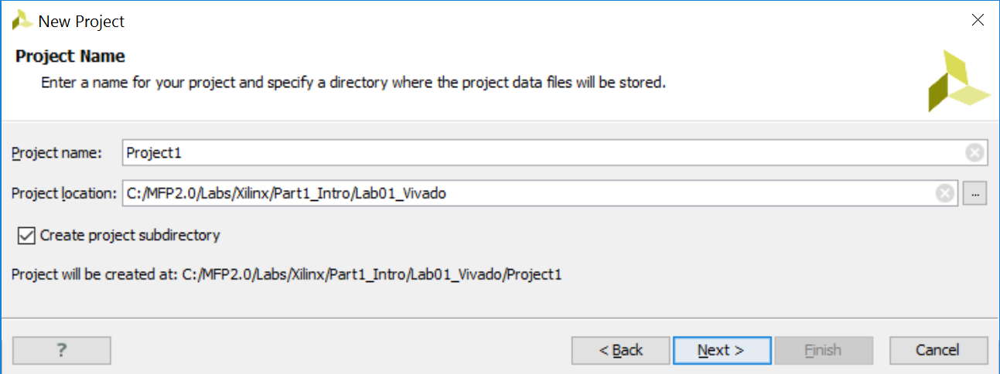 New Project
Project Name
Enter a name for your project and specify a directory where the project data files will be stored.
Project name: Project1
Project location: C:/MFP2.0/Labs/Xilinx/Part1_Intro/Lab01_Vivado ...
Create project subdirectory
Project will be created at: C:/MFP2.0/Labs/Xilinx/Part1_Intro/Lab01_Vivado/Project1
? < Back Next > Finish Cancel